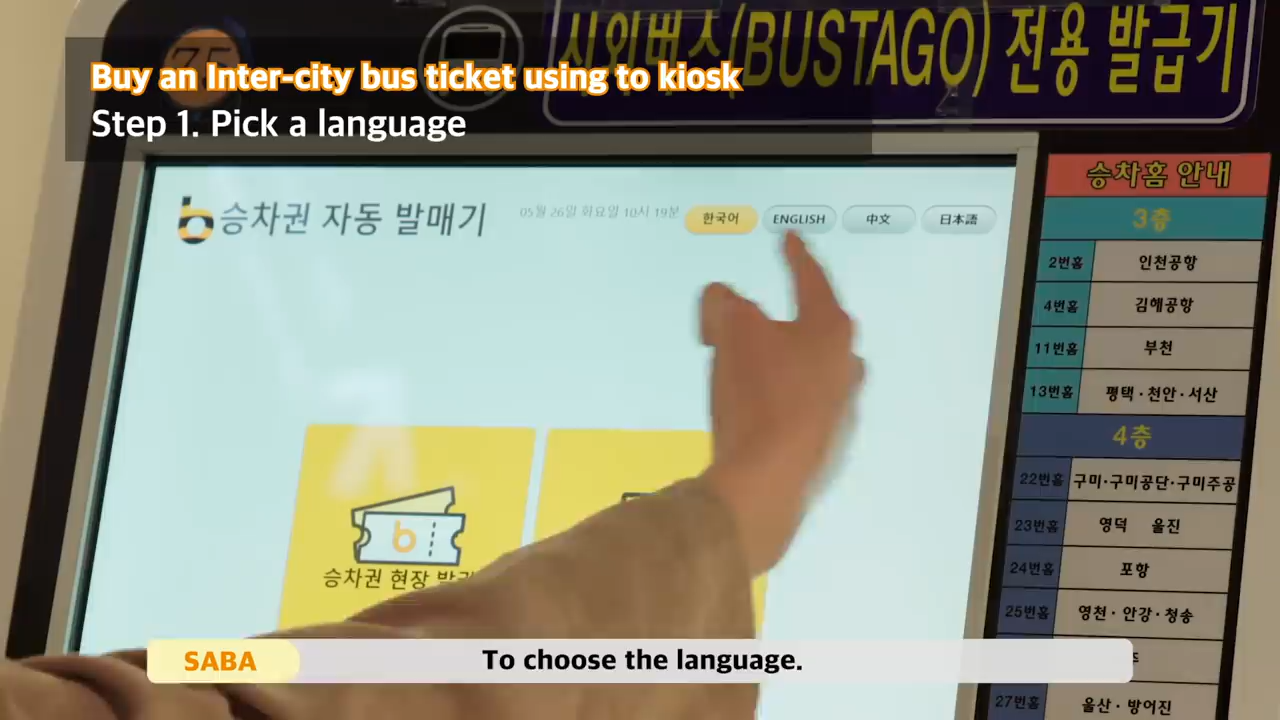 시외버스(BUSTAGO) 전용 발급기
Buy an Inter-city bus ticket using to kiosk
Step 1. Pick a language
승차권 자동 발매기
05월 26일 화요일 10시 19분
한국어
ENGLISH
中文
日本語
승차권 현장
승차홈 안내
3층
2번홈 인천공항
4번홈 김해공항
11번홈 부천
13번홈 평택·천안·서산
4층
22번홈 구미·구미공단·구미주공
23번홈 영덕 울진
24번홈 포항
25번홈 영천·안강·청송
27번홈 울산·방어진
SABA
To choose the language.